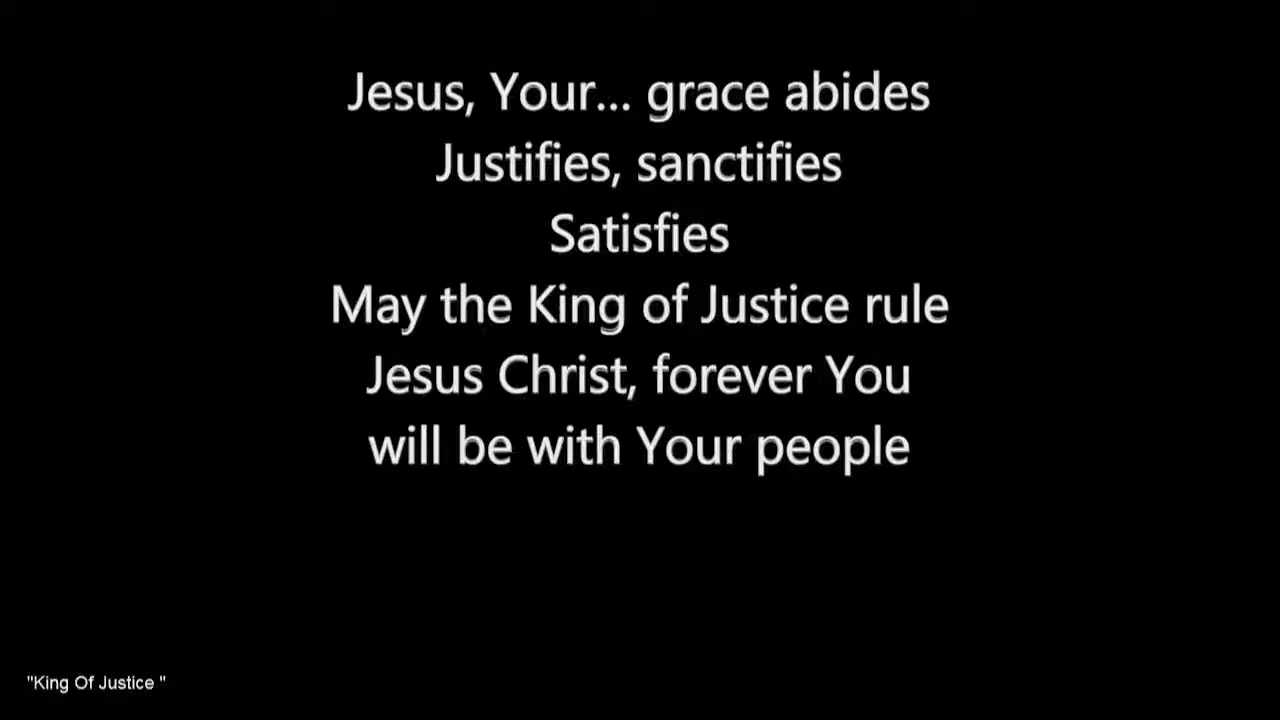 Jesus, Your... grace abides
Justifies, sanctifies
Satisfies
May the King of Justice rule
Jesus Christ, forever You
will be with Your people
"King Of Justice "